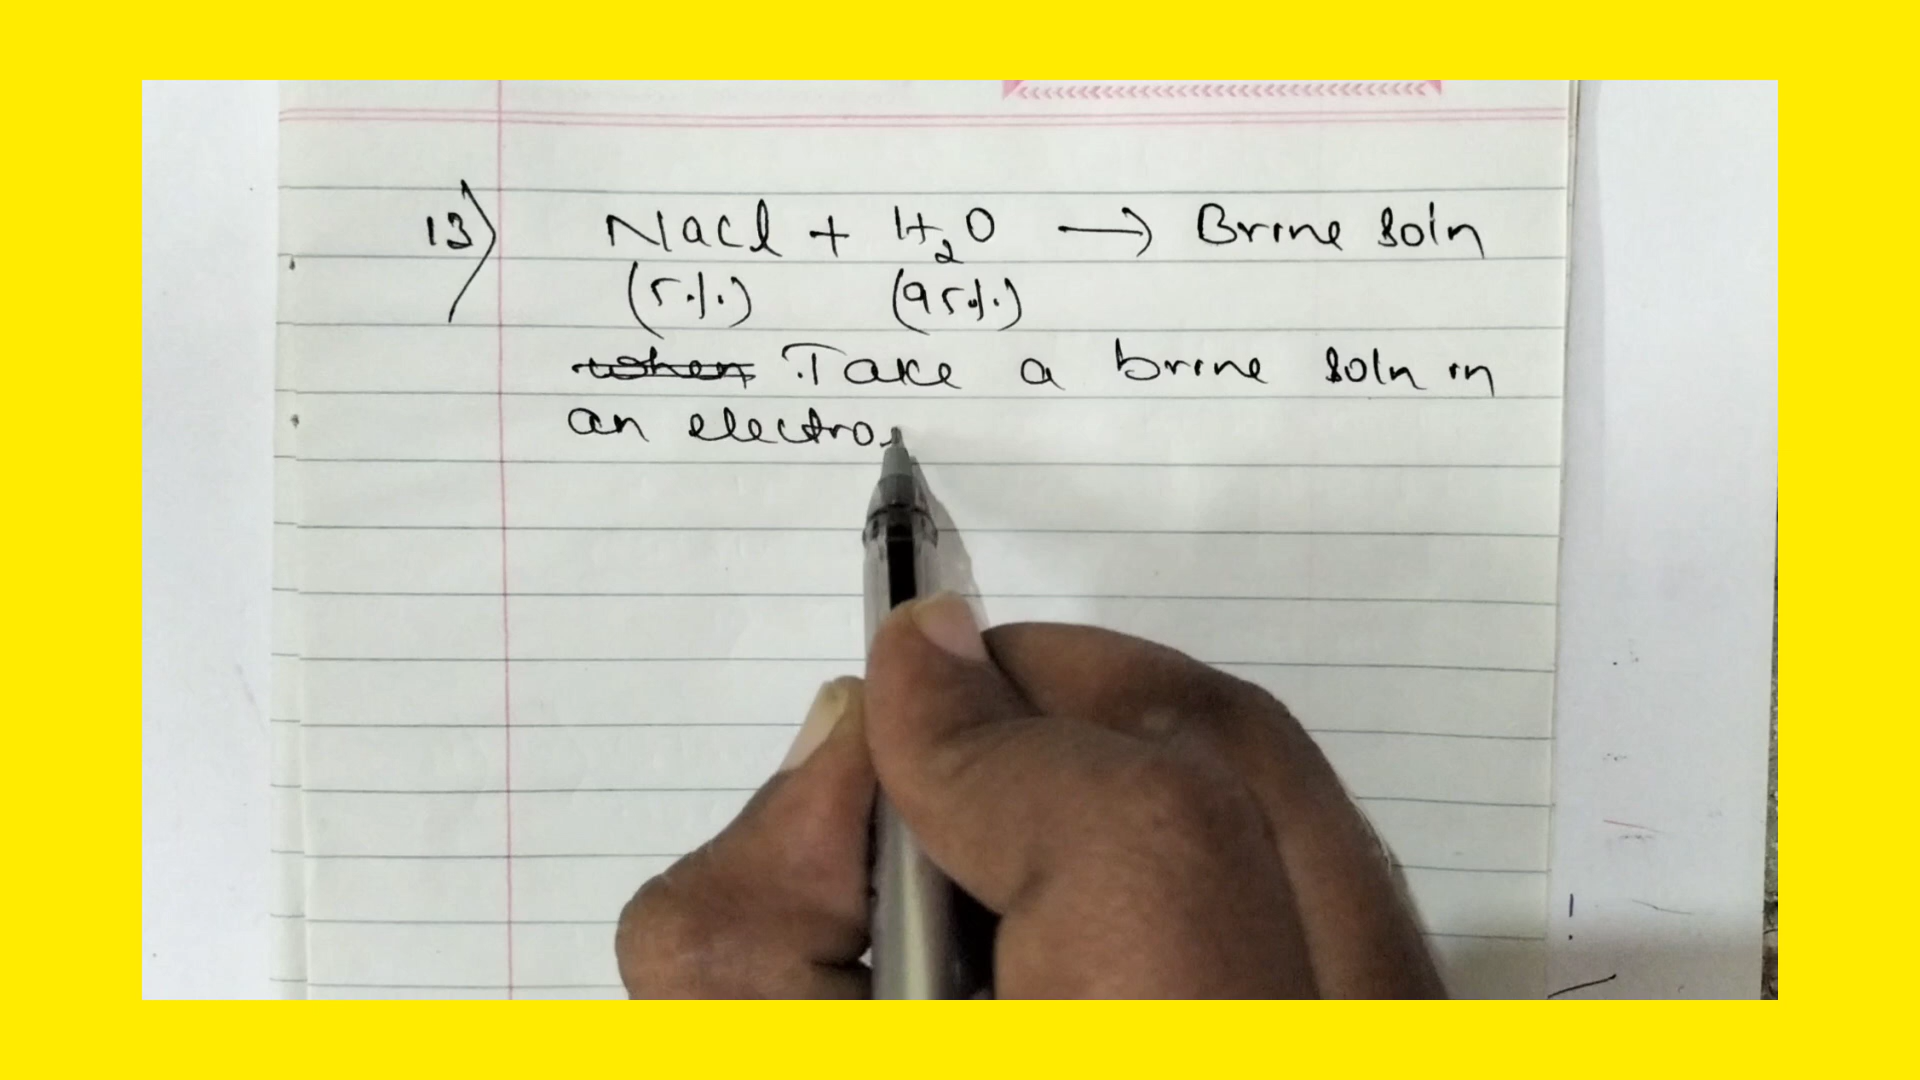 13) NaCl + H₂O → Brine soln
(5%) (95%)
when Take a brine soln in
an electro